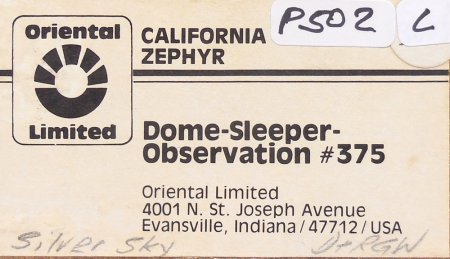 Oriental
Limited
CALIFORNIA
ZEPHYR
P502
L
Dome-Sleeper-
Observation #375
Oriental Limited
4001 N. St. Joseph Avenue
Evansville, Indiana/47712/USA
Silver Sky
D+RGW